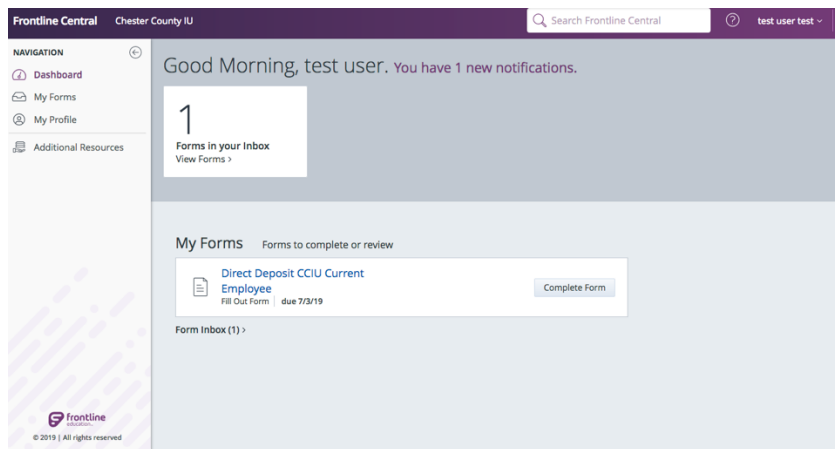 Frontline Central Chester County IU Search Frontline Central test user test
NAVIGATION
Dashboard
My Forms
My Profile
Additional Resources
Good Morning, test user. You have 1 new notifications.
1
Forms in your Inbox
View Forms >
My Forms Forms to complete or review
Direct Deposit CCIU Current
Employee
Fill Out Form | due 7/3/19
Complete Form
Form Inbox (1) >
frontline
education
© 2019 | All rights reserved